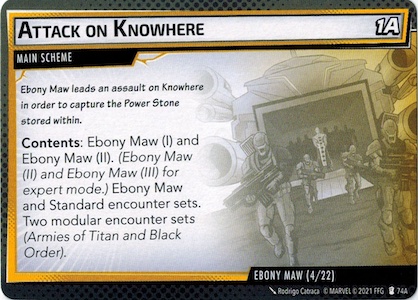 ATTACK ON KNOWHERE
1A
MAIN SCHEME
Ebony Maw leads an assault on Knowhere
in order to capture the Power Stone
stored within.
Contents: Ebony Maw (I) and
Ebony Maw (II). (Ebony Maw
(II) and Ebony Maw (III) for
expert mode.) Ebony Maw
and Standard encounter sets.
Two modular encounter sets
(Armies of Titan and Black
Order).
EBONY MAW (4/22)
Rodrigo Catraca © MARVEL © 2021 FFG 74A